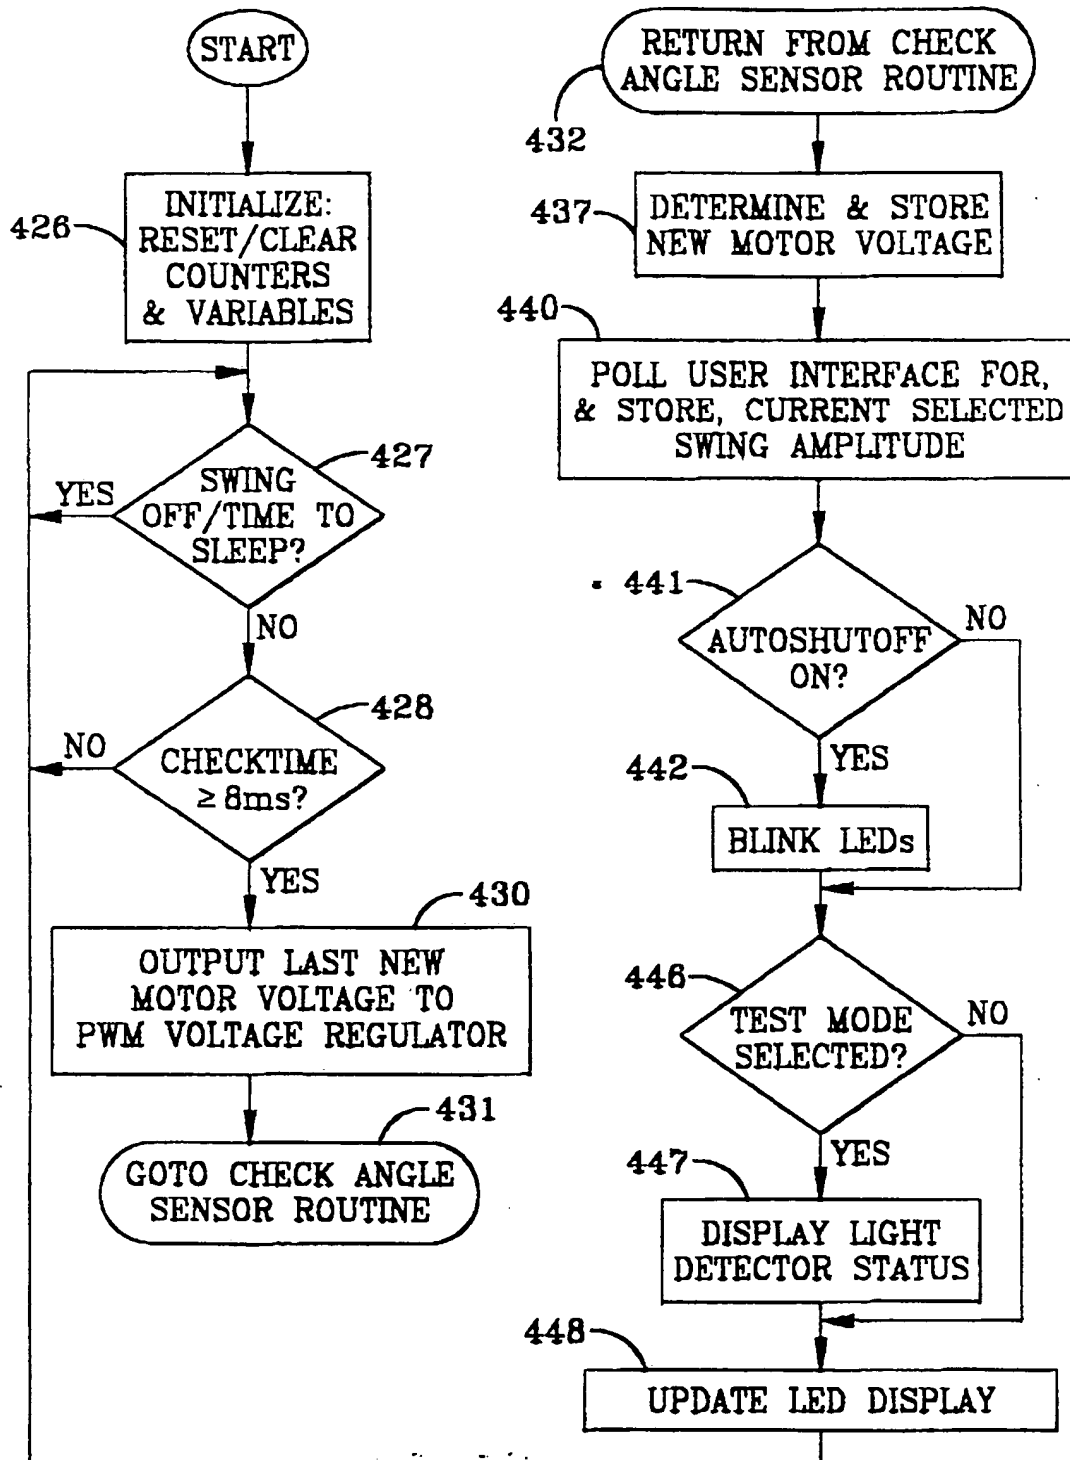 START
426
INITIALIZE:
RESET/CLEAR
COUNTERS
& VARIABLES
427
SWING
OFF/TIME TO
SLEEP?
YES
NO
428
CHECKTIME
≥ 8ms?
NO
YES
430
OUTPUT LAST NEW
MOTOR VOLTAGE TO
PWM VOLTAGE REGULATOR
431
GOTO CHECK ANGLE
SENSOR ROUTINE
RETURN FROM CHECK
ANGLE SENSOR ROUTINE
432
437
DETERMINE & STORE
NEW MOTOR VOLTAGE
440
POLL USER INTERFACE FOR,
& STORE, CURRENT SELECTED
SWING AMPLITUDE
441
AUTOSHUTOFF
ON?
NO
YES
442
BLINK LEDs
446
TEST MODE
SELECTED?
NO
YES
447
DISPLAY LIGHT
DETECTOR STATUS
448
UPDATE LED DISPLAY